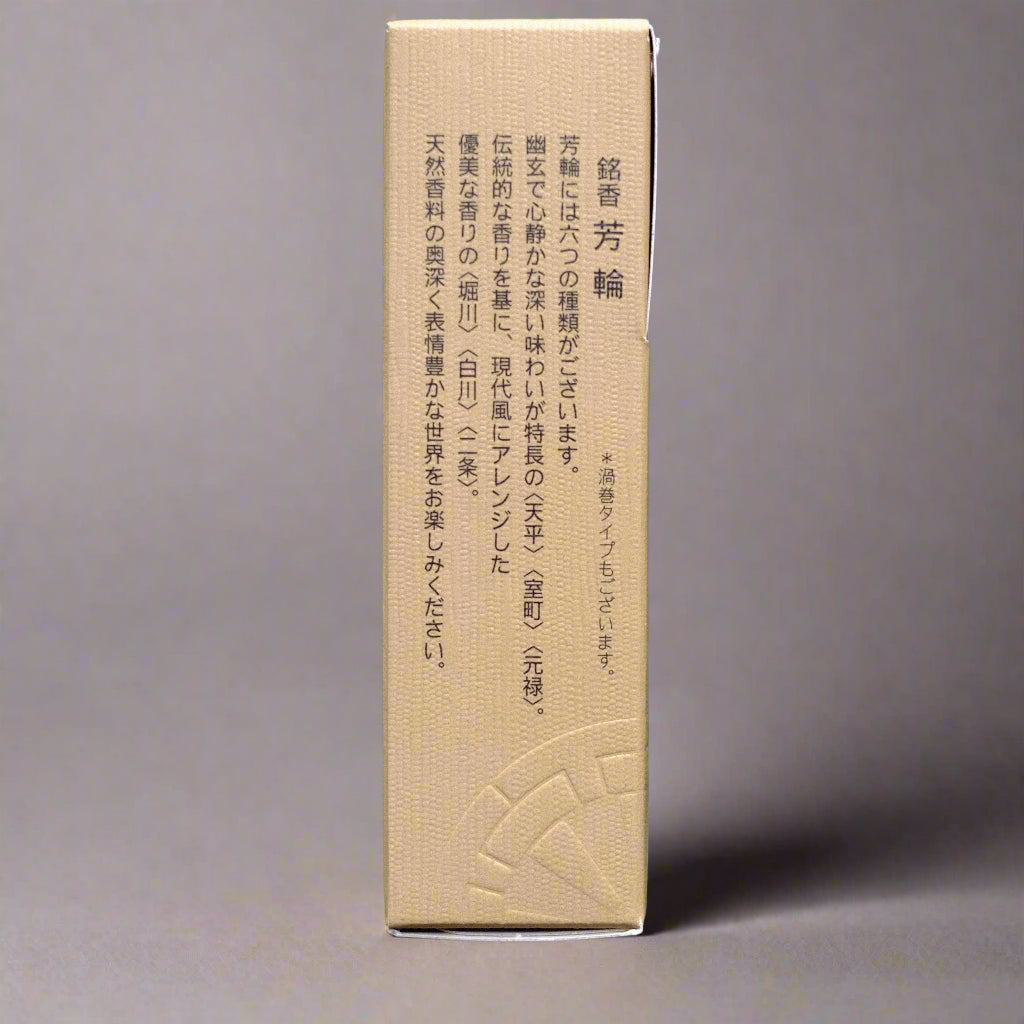 銘香 芳輪
＊渦巻タイプもございます。
芳輪には六つの種類がございます。
幽玄で心静かな深い味わいが特長の〈天平〉〈室町〉〈元禄〉。
伝統的な香りを基に、現代風にアレンジした
優美な香りの〈堀川〉〈白川〉〈二条〉。
天然香料の奥深く表情豊かな世界をお楽しみください。